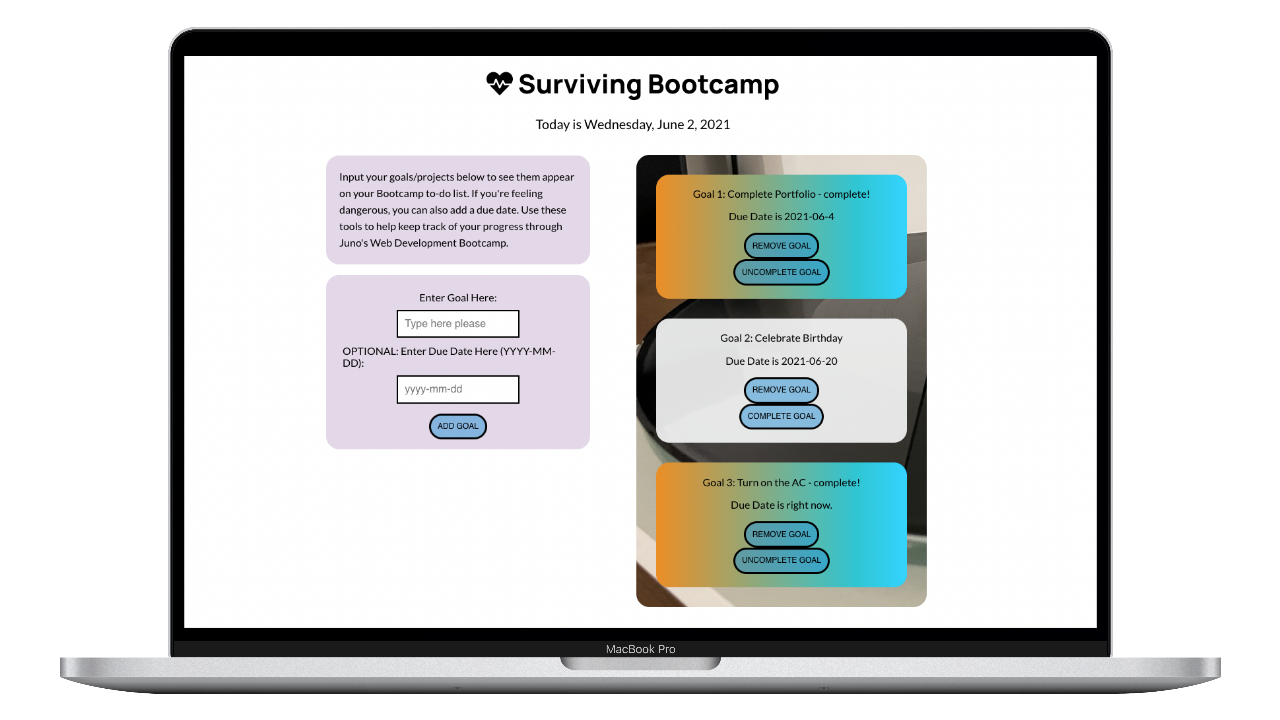 Surviving Bootcamp
Today is Wednesday, June 2, 2021
Input your goals/projects below to see them appear
on your Bootcamp to-do list. If you're feeling
dangerous, you can also add a due date. Use these
tools to help keep track of your progress through
Juno's Web Development Bootcamp.
Enter Goal Here:
Type here please
OPTIONAL: Enter Due Date Here (YYYY-MM-
DD):
yyyy-mm-dd
ADD GOAL
Goal 1: Complete Portfolio - complete!
Due Date is 2021-06-4
REMOVE GOAL
UNCOMPLETE GOAL
Goal 2: Celebrate Birthday
Due Date is 2021-06-20
REMOVE GOAL
COMPLETE GOAL
Goal 3: Turn on the AC - complete!
Due Date is right now.
REMOVE GOAL
UNCOMPLETE GOAL
MacBook Pro